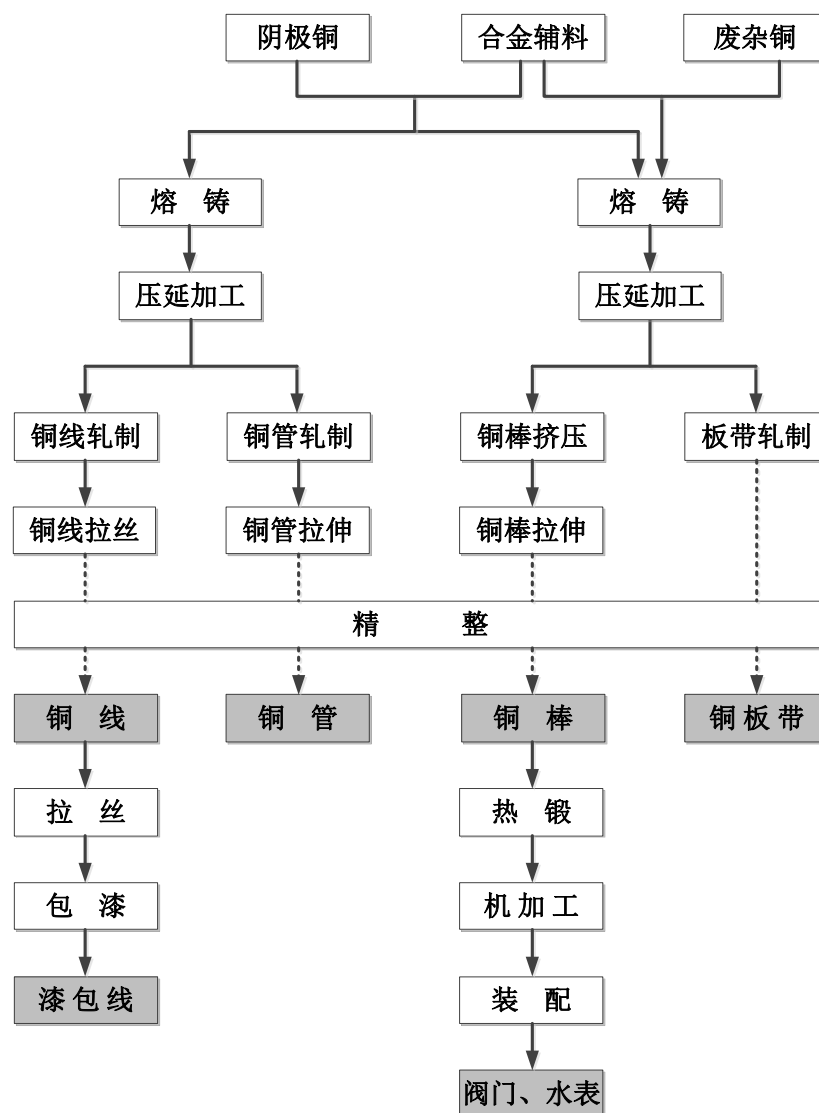 阴极铜
合金辅料
废杂铜
熔 铸
熔 铸
压延加工
压延加工
铜线轧制
铜管轧制
铜棒挤压
板带轧制
铜线拉丝
铜管拉伸
铜棒拉伸
精 整
铜 线
铜 管
铜 棒
铜 板 带
拉 丝
热 锻
包 漆
机 加 工
漆 包 线
装 配
阀门、水表